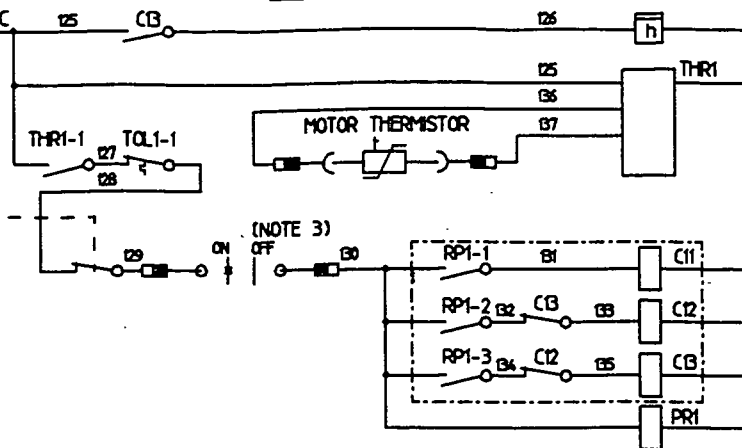 C 125 C13 126 h
125 THR1
136
MOTOR THERMISTOR 137
THR1-1 TOL1-1
127
128
(NOTE 3)
ON OFF
129 130
RP1-1 131 C11
RP1-2 132 C13 133 C12
RP1-3 134 C12 135 C13
PR1